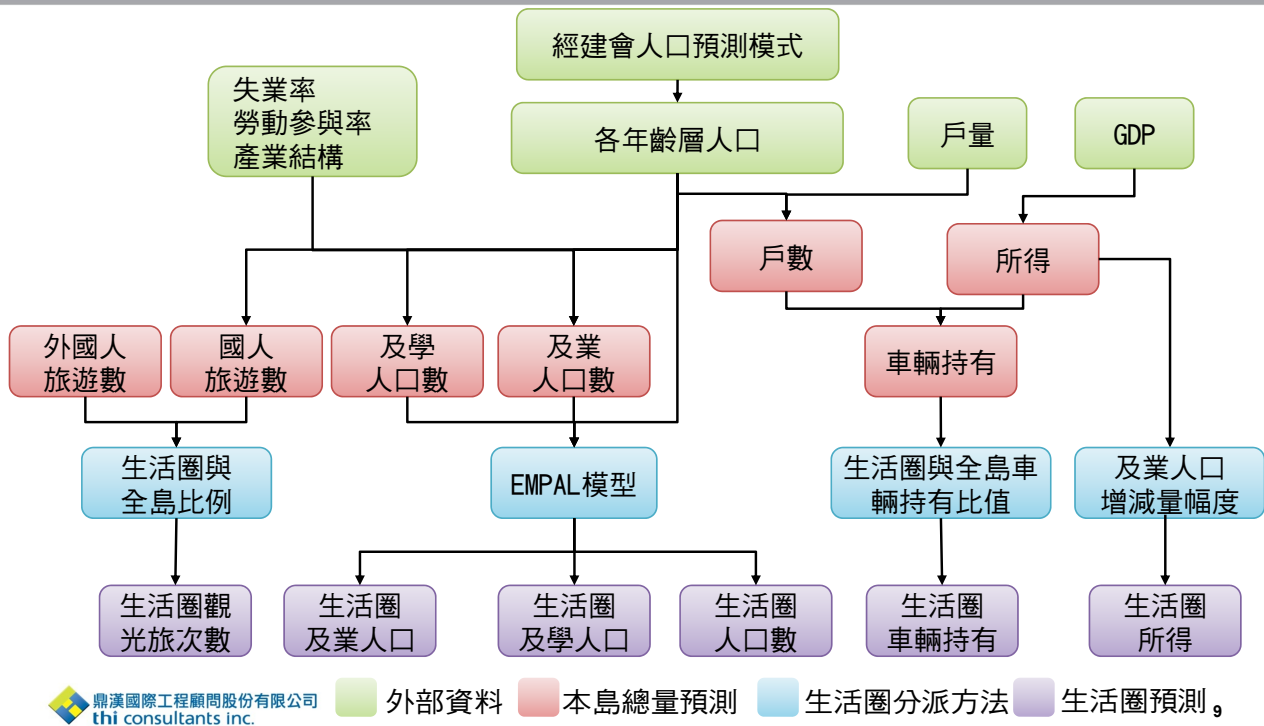 經建會人口預測模式
失業率
勞動參與率
產業結構
各年齡層人口
戶量
GDP
戶數
所得
外國人
旅遊數
國人
旅遊數
及學
人口數
及業
人口數
車輛持有
生活圈與
全島比例
EMPAL模型
生活圈與全島車
輛持有比值
及業人口
增減量幅度
生活圈觀
光旅次數
生活圈
及業人口
生活圈
及學人口
生活圈
人口數
生活圈
車輛持有
生活圈
所得
鼎漢國際工程顧問股份有限公司
thi consultants inc.
外部資料
本島總量預測
生活圈分派方法
生活圈預測
9